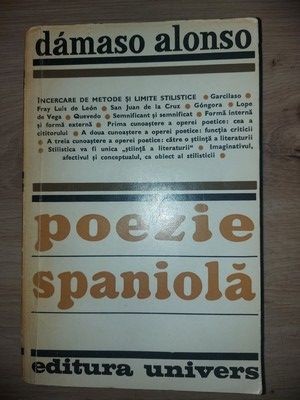 dámaso alonso
ÎNCERCARE DE METODE ȘI LIMITE STILISTICE • Garcilaso •
Fray Luis de León • San Juan de la Cruz • Góngora • Lope
de Vega • Quevedo • Semnificant și semnificat • Formă internă
și formă externă • Prima cunoaștere a operei poetice: cea a
cititorului • A doua cunoaștere a operei poetice: funcția criticii
• A treia cunoaștere a operei poetice: către o știință a literaturii
• Stilistica va fi unica „știință a literaturii" • Imaginativul,
afectivul și conceptualul, ca obiect al stilisticii •
poezie
spaniolă
editura univers